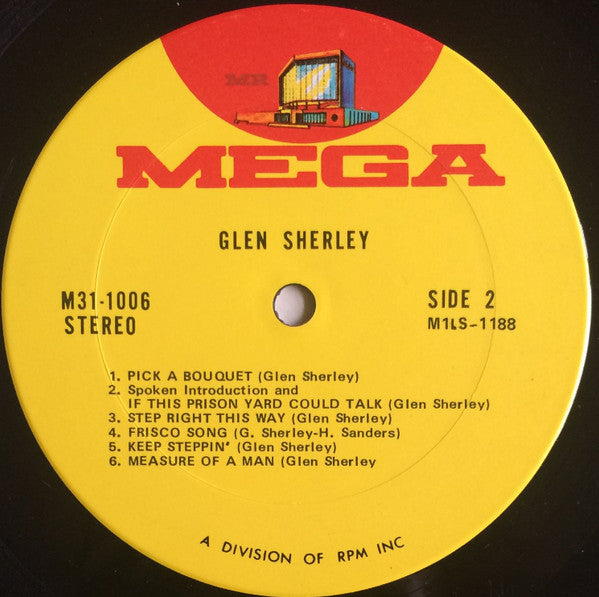 MR
MEGA
GLEN SHERLEY
M31-1006
STEREO
SIDE 2
M1LS-1188
1. PICK A BOUQUET (Glen Sherley)
2. Spoken Introduction and
IF THIS PRISON YARD COULD TALK (Glen Sherley)
3. STEP RIGHT THIS WAY (Glen Sherley)
4. FRISCO SONG (G. Sherley-H. Sanders)
5. KEEP STEPPIN' (Glen Sherley)
6. MEASURE OF A MAN (Glen Sherley
A DIVISION OF RPM INC